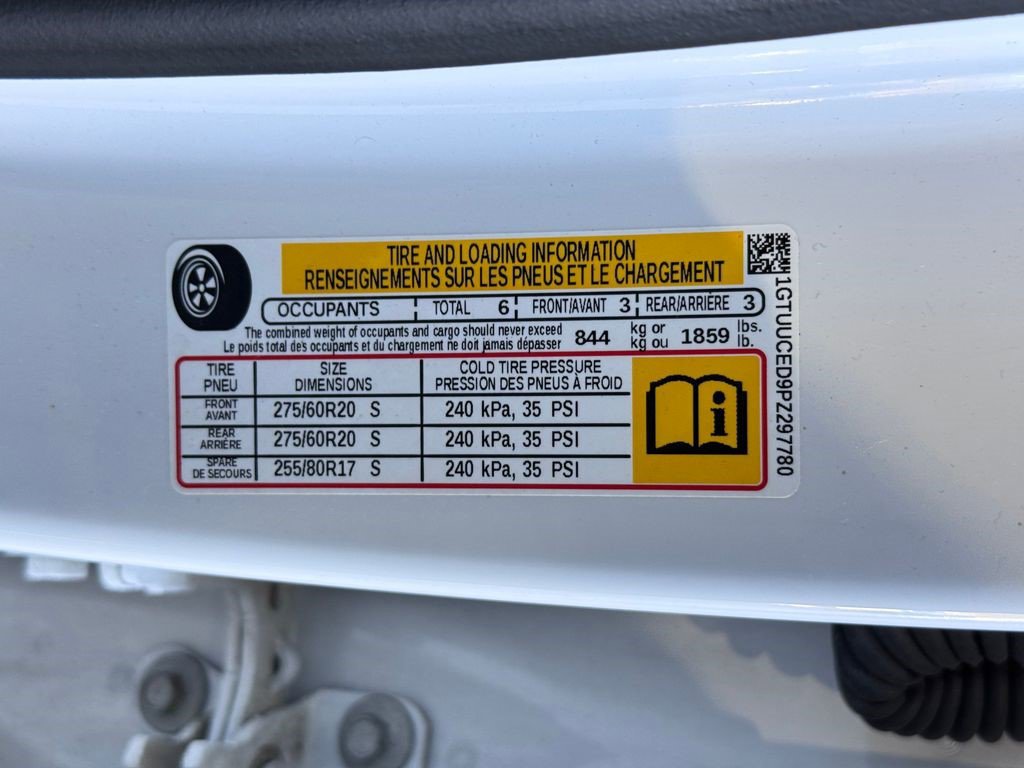 TIRE AND LOADING INFORMATION
RENSEIGNEMENTS SUR LES PNEUS ET LE CHARGEMENT
OCCUPANTS TOTAL 6 FRONT/AVANT 3 REAR/ARRIÈRE 3
The combined weight of occupants and cargo should never exceed 844 kg or 1859 lbs.
Le poids total des occupants et du chargement ne doit jamais dépasser kg ou lb.
TIRE SIZE COLD TIRE PRESSURE
PNEU DIMENSIONS PRESSION DES PNEUS À FROID
FRONT
AVANT 275/60R20 S 240 kPa, 35 PSI
REAR
ARRIÈRE 275/60R20 S 240 kPa, 35 PSI
SPARE
DE SECOURS 255/80R17 S 240 kPa, 35 PSI
i
1GTUUCED9PZ297780